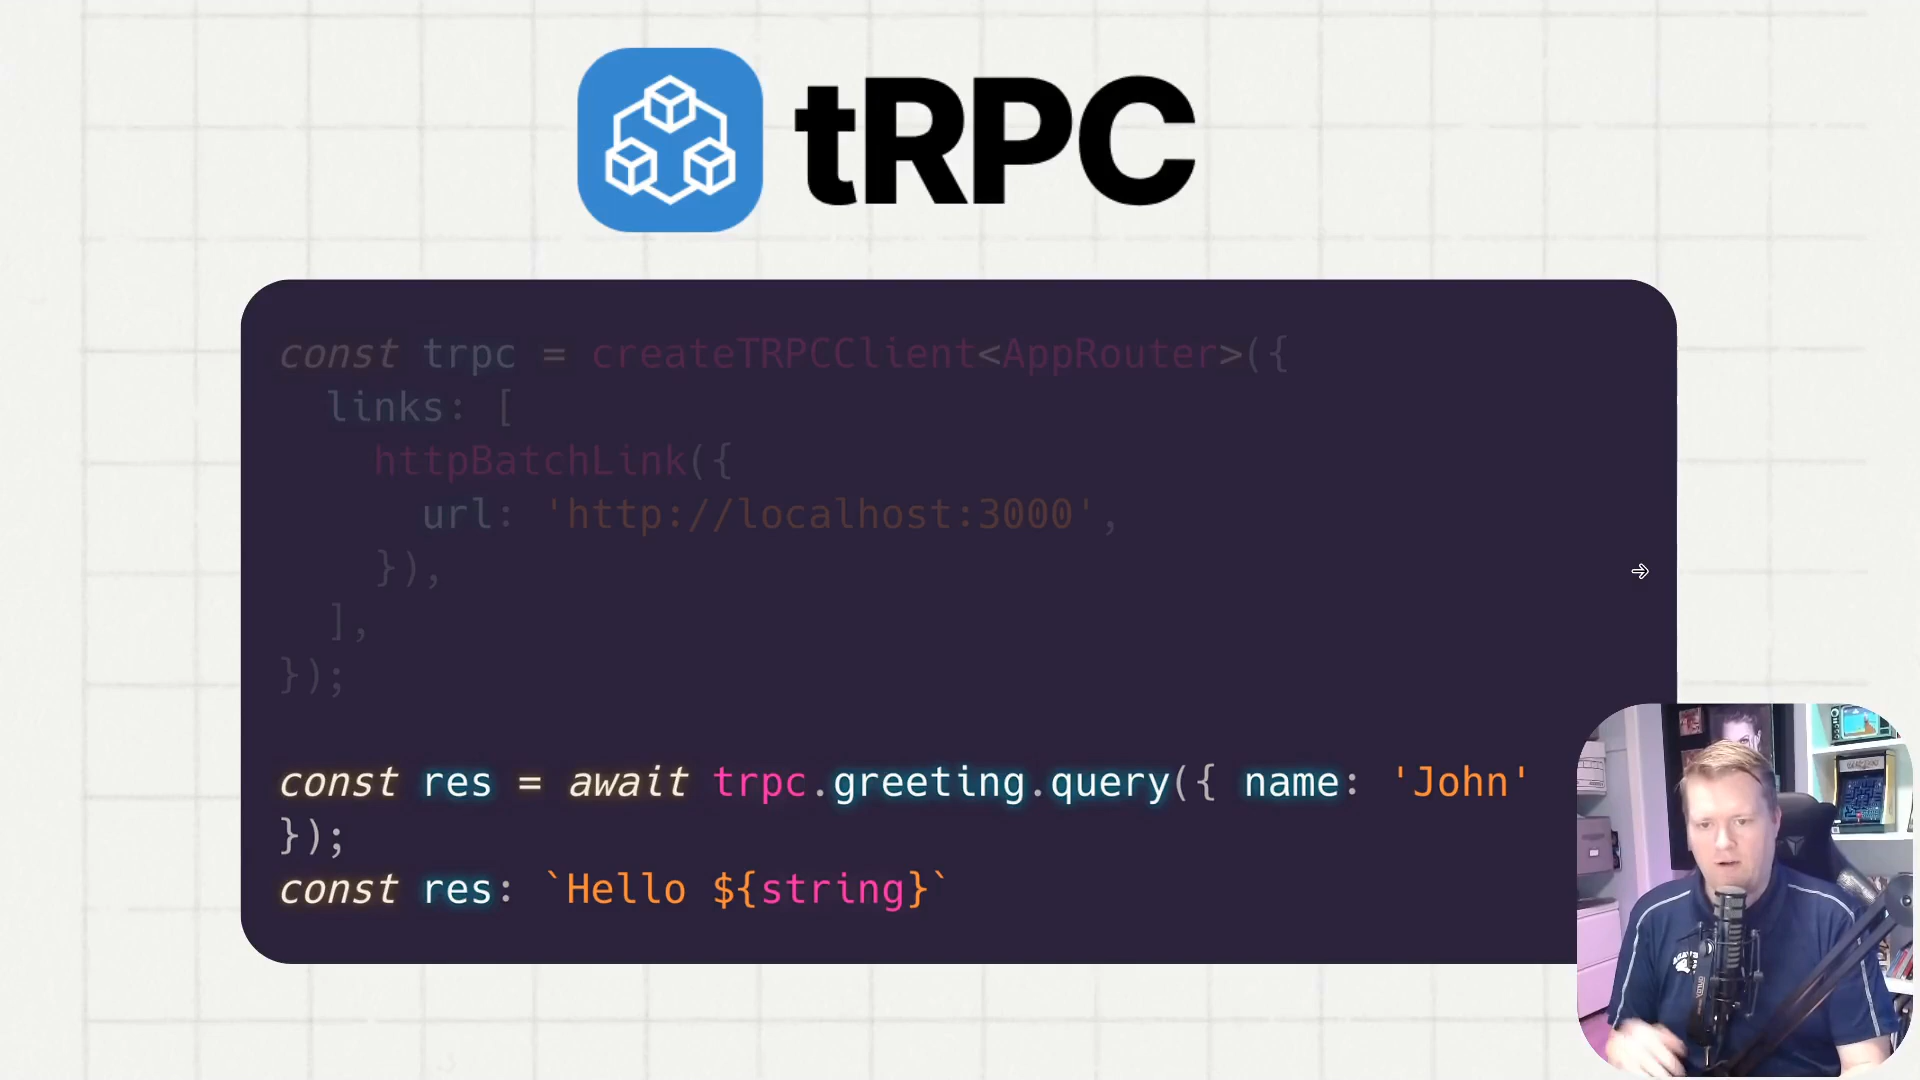 tRPC
const trpc = createTRPCClient<AppRouter>({
links: [
httpBatchLink({
url: 'http://localhost:3000',
}),
],
});
const res = await trpc.greeting.query({ name: 'John'
});
const res: `Hello ${string}`